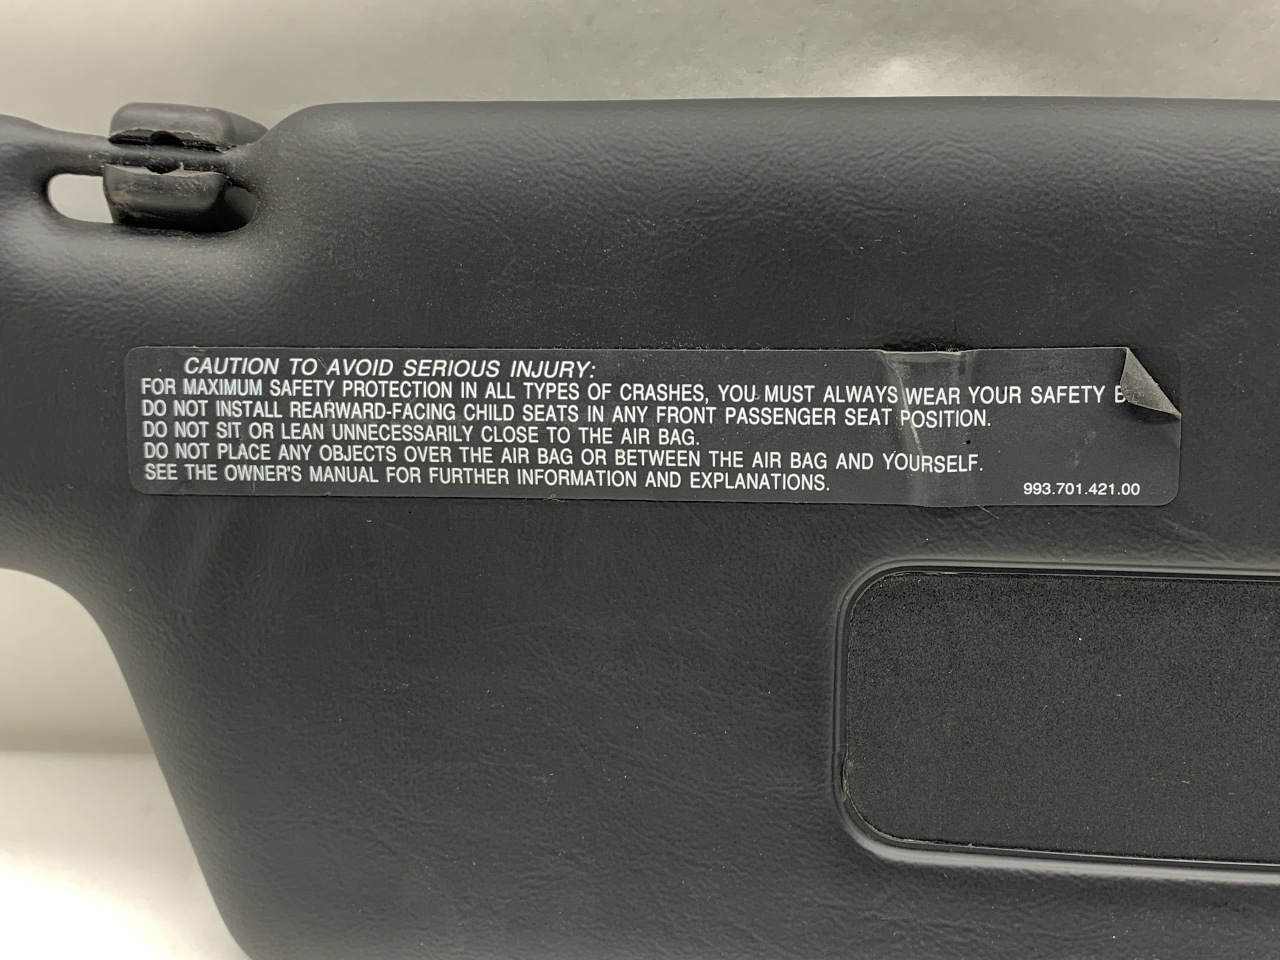 CAUTION TO AVOID SERIOUS INJURY:
FOR MAXIMUM SAFETY PROTECTION IN ALL TYPES OF CRASHES, YOU MUST ALWAYS WEAR YOUR SAFETY
DO NOT INSTALL REARWARD-FACING CHILD SEATS IN ANY FRONT PASSENGER SEAT POSITION.
DO NOT SIT OR LEAN UNNECESSARILY CLOSE TO THE AIR BAG.
DO NOT PLACE ANY OBJECTS OVER THE AIR BAG OR BETWEEN THE AIR BAG AND YOURSELF.
SEE THE OWNER'S MANUAL FOR FURTHER INFORMATION AND EXPLANATIONS.
993.701.421.00